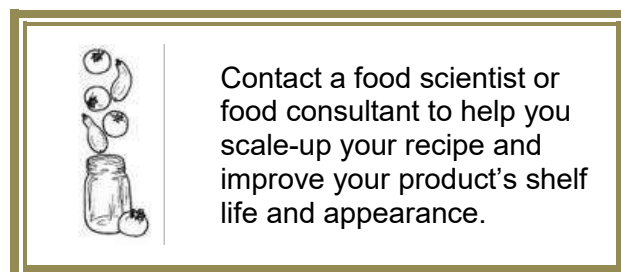 Contact a food scientist or
food consultant to help you
scale-up your recipe and
improve your product’s shelf
life and appearance.